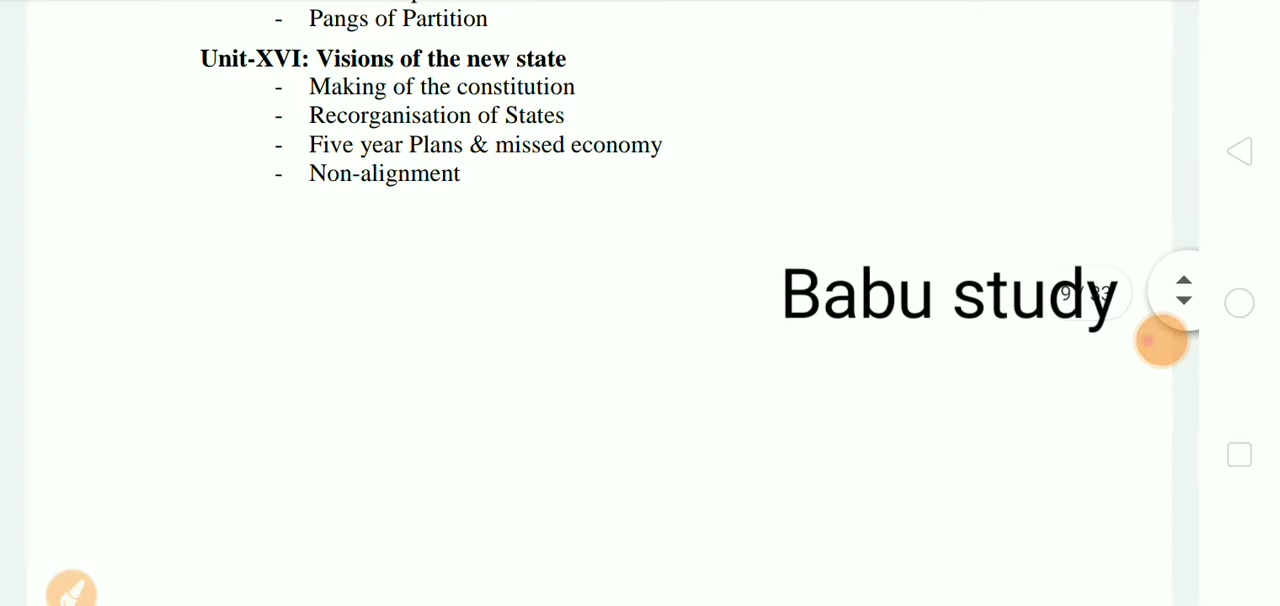 - Pangs of Partition
Unit-XVI: Visions of the new state
- Making of the constitution
- Recorganisation of States
- Five year Plans & missed economy
- Non-alignment
Babu study